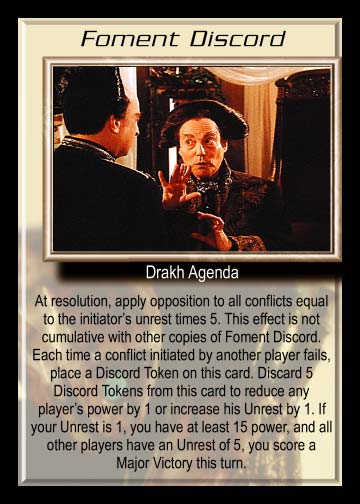 Foment Discord
Drakh Agenda
At resolution, apply opposition to all conflicts equal
to the initiator's unrest times 5. This effect is not
cumulative with other copies of Foment Discord.
Each time a conflict initiated by another player fails,
place a Discord Token on this card. Discard 5
Discord Tokens from this card to reduce any
player's power by 1 or increase his Unrest by 1. If
your Unrest is 1, you have at least 15 power, and all
other players have an Unrest of 5, you score a
Major Victory this turn.